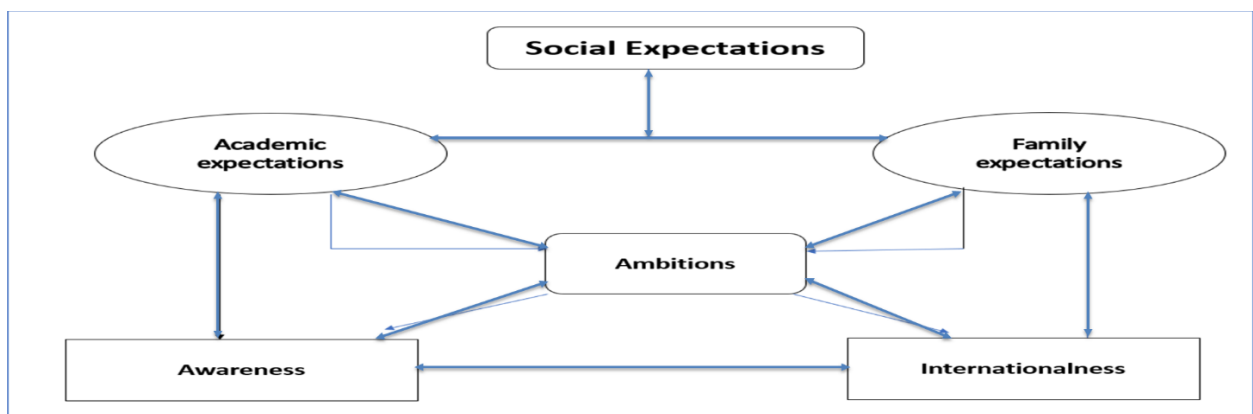 Social Expectations
Academic
expectations
Family
expectations
Ambitions
Awareness
Internationalness